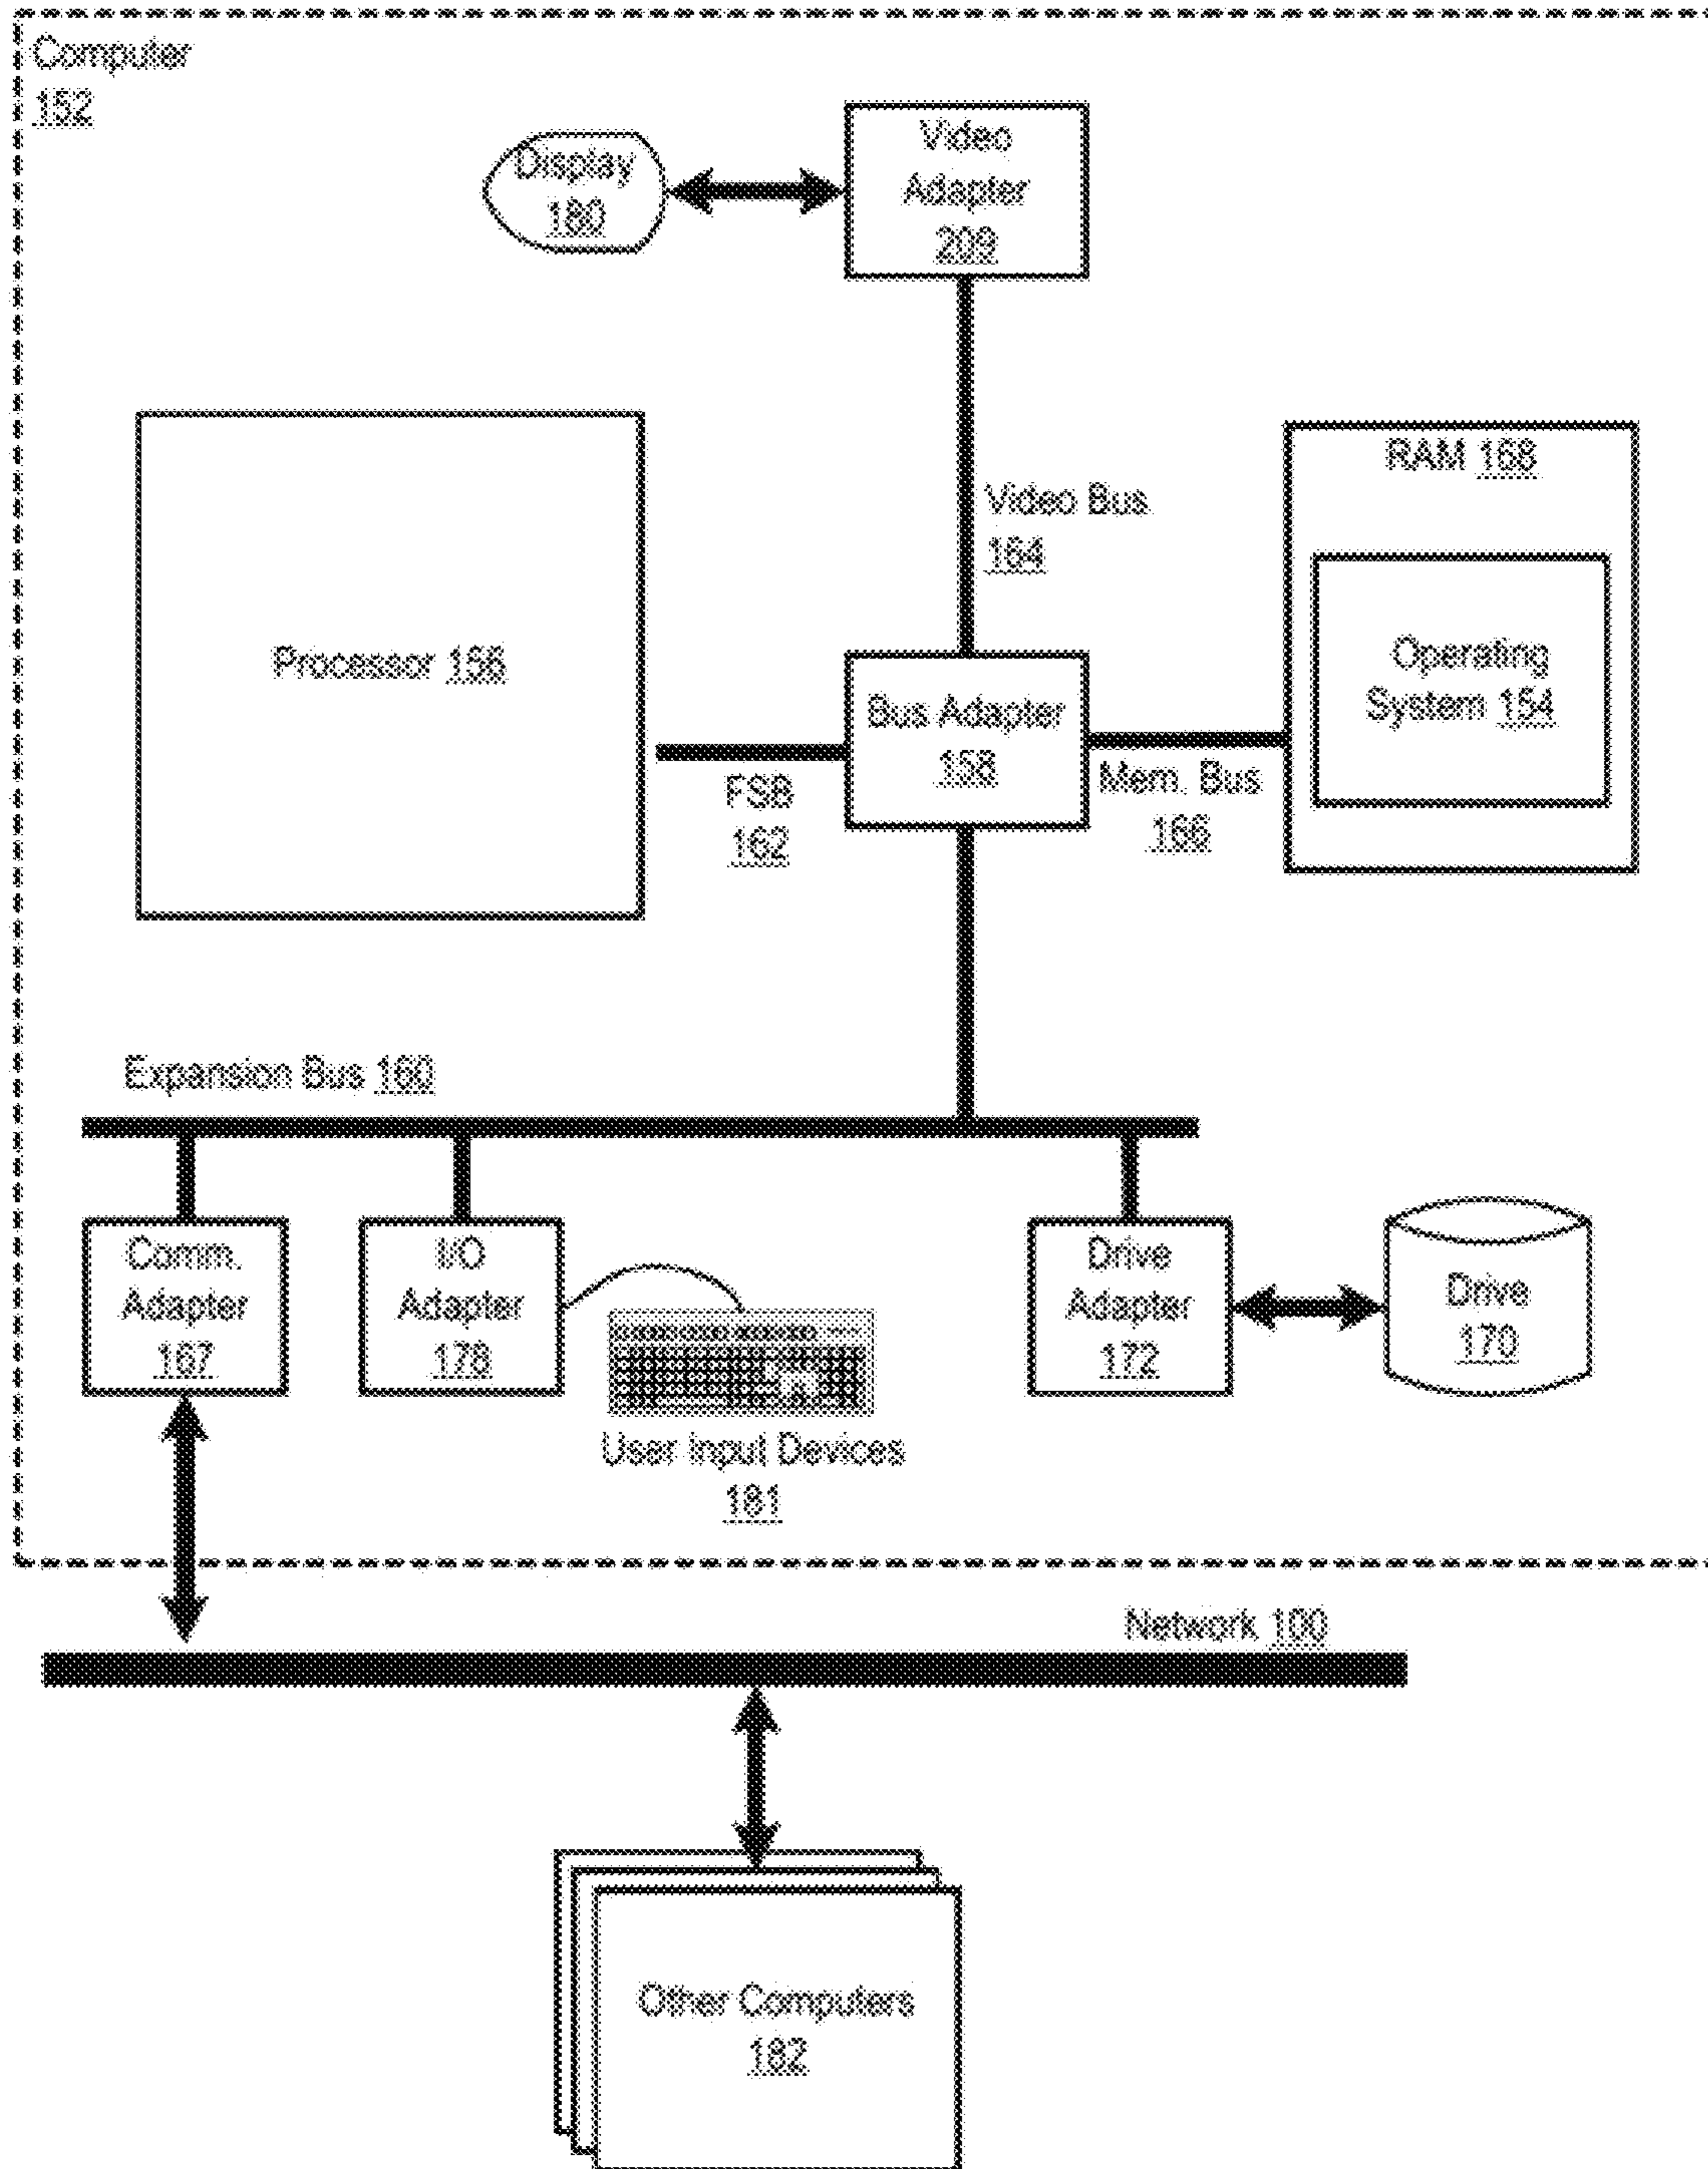 Computer
152
Display
180
Video
Adapter
209
Video Bus
164
RAM 168
Operating
System 154
Processor 156
Bus Adapter
158
FSB
162
Mem. Bus
166
Expansion Bus 160
Comm.
Adapter
167
I/O
Adapter
178
User Input Devices
181
Drive
Adapter
172
Drive
170
Network 100
Other Computers
182